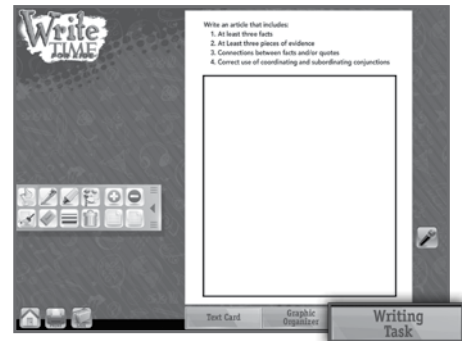 Write
TIME
FOR KIDS
Write an article that includes:
1. At least three facts
2. At Least three pieces of evidence
3. Connections between facts and/or quotes
4. Correct use of coordinating and subordinating conjunctions
Text Card
Graphic
Organizer
Writing
Task